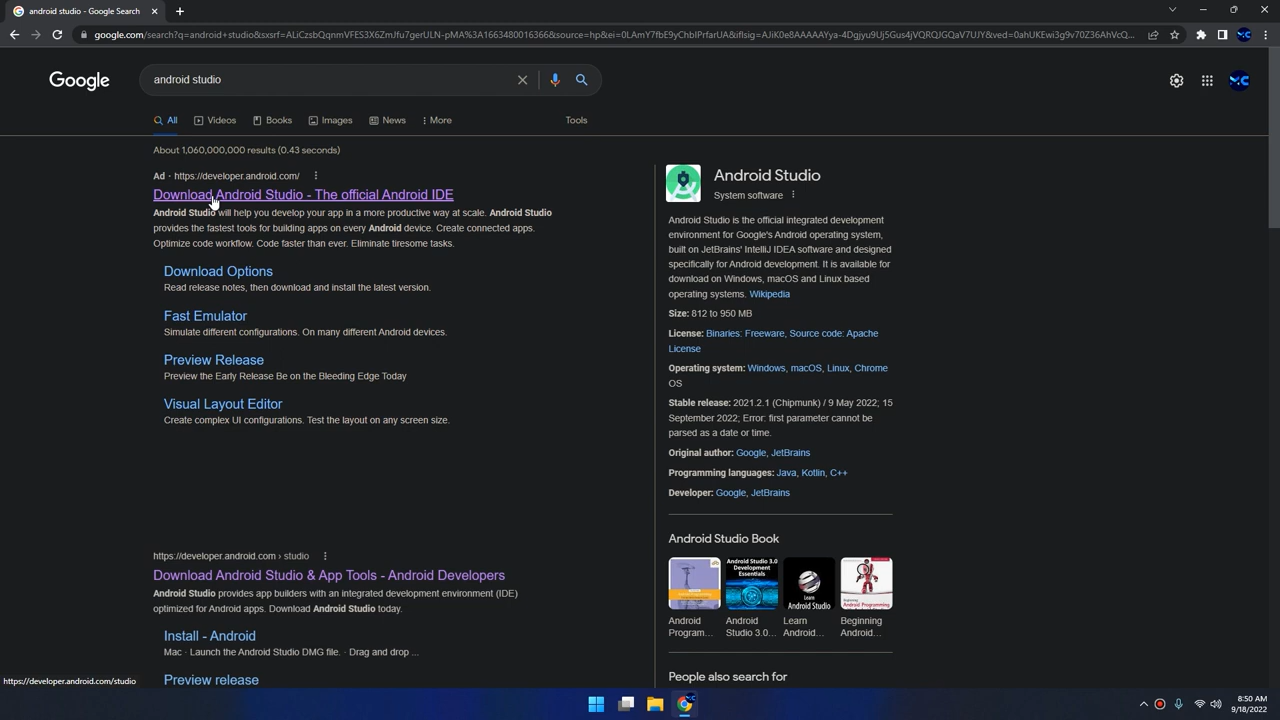 android studio - Google Search
google.com/search?q=android+studio&sxsrf=ALiCzsbQqnmVFES3X6ZmJfu7gerULN-pMA%3A1663480016366&source=hp&ei=0LAmY7fbE9yChbIPrfarUA&iflsig=AJiK0e8AAAAAYya-4Dgjyu9Uj5Gus4jVQRQJGQaV7UJY&ved=0ahUKEwi3g9v70Z36AhVcQ...
Google
android studio
All
Videos
Books
Images
News
More
Tools
About 1,060,000,000 results (0.43 seconds)
Ad · https://developer.android.com/
Download Android Studio - The official Android IDE
Android Studio will help you develop your app in a more productive way at scale. Android Studio
provides the fastest tools for building apps on every Android device. Create connected apps.
Optimize code workflow. Code faster than ever. Eliminate tiresome tasks.
Download Options
Read release notes, then download and install the latest version.
Fast Emulator
Simulate different configurations. On many different Android devices.
Preview Release
Preview the Early Release Be on the Bleeding Edge Today
Visual Layout Editor
Create complex UI configurations. Test the layout on any screen size.
https://developer.android.com › studio
Download Android Studio & App Tools - Android Developers
Android Studio provides app builders with an integrated development environment (IDE)
optimized for Android apps. Download Android Studio today.
Install - Android
Mac · Launch the Android Studio DMG file. · Drag and drop ...
Preview release
Android Studio
System software
Android Studio is the official integrated development
environment for Google's Android operating system,
built on JetBrains' IntelliJ IDEA software and designed
specifically for Android development. It is available for
download on Windows, macOS and Linux based
operating systems. Wikipedia
Size: 812 to 950 MB
License: Binaries: Freeware, Source code: Apache
License
Operating system: Windows, macOS, Linux, Chrome
OS
Stable release: 2021.2.1 (Chipmunk) / 9 May 2022; 15
September 2022; Error: first parameter cannot be
parsed as a date or time.
Original author: Google, JetBrains
Programming languages: Java, Kotlin, C++
Developer: Google, JetBrains
Android Studio Book
Android
Program...
Android
Studio 3.0...
Learn
Android...
Beginning
Android...
People also search for
https://developer.android.com/studio
8:50 AM
9/18/2022